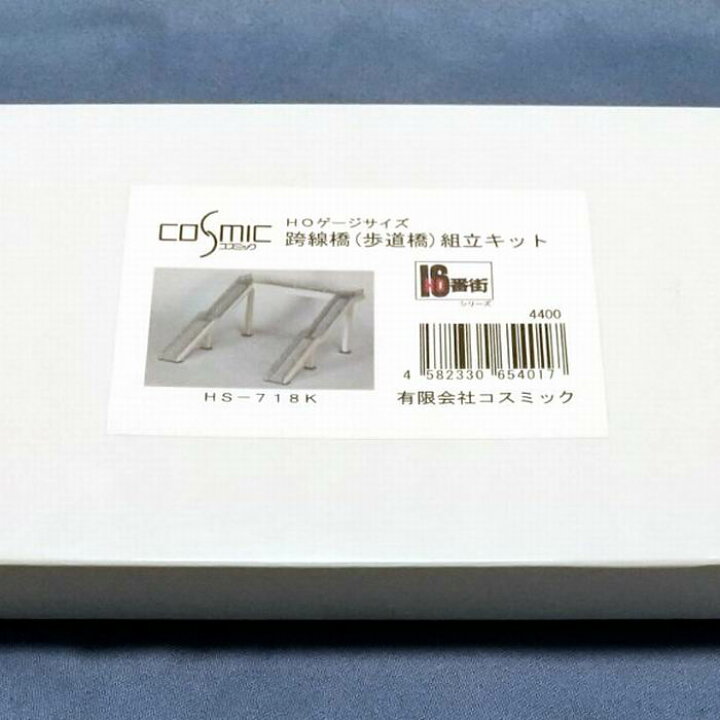 COSMIC
コスミック
HOゲージサイズ
跨線橋(歩道橋)組立キット
16番街
HO
シリーズ
4400
4 582330 654017
HS-718K
有限会社コスミック